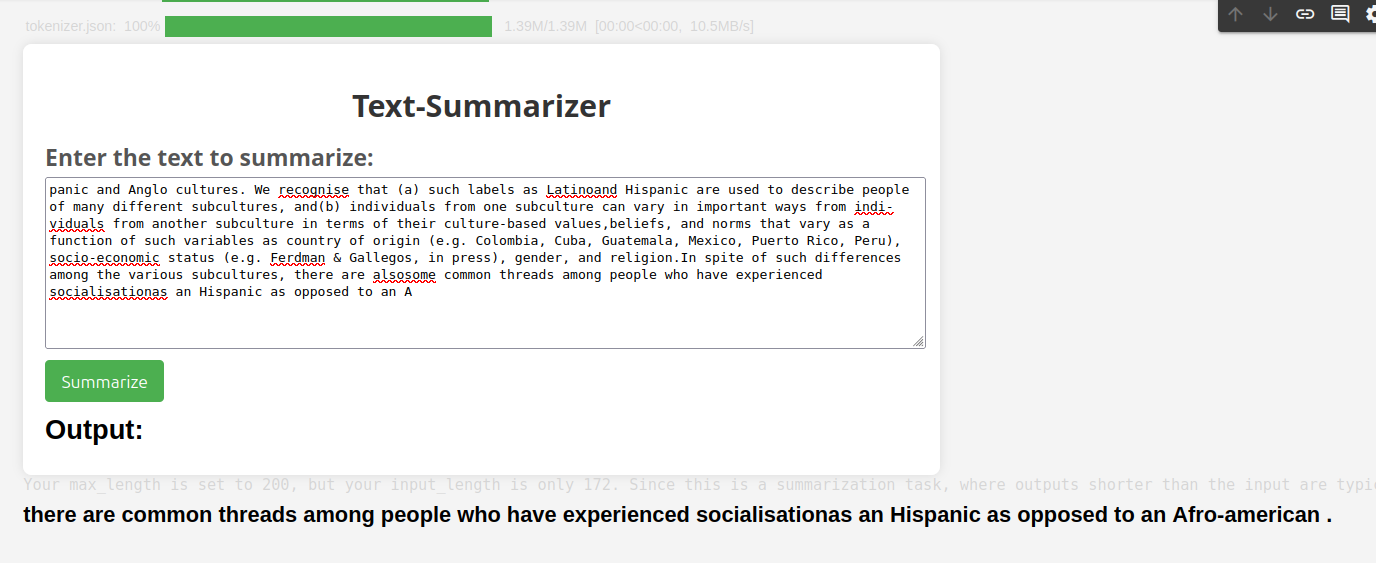 tokenizer.json: 100% 1.39M/1.39M [00:00<00:00, 10.5MB/s]
Text-Summarizer
Enter the text to summarize:
panic and Anglo cultures. We recognise that (a) such labels as Latinoand Hispanic are used to describe people
of many different subcultures, and(b) individuals from one subculture can vary in important ways from indi-
viduals from another subculture in terms of their culture-based values,beliefs, and norms that vary as a
function of such variables as country of origin (e.g. Colombia, Cuba, Guatemala, Mexico, Puerto Rico, Peru),
socio-economic status (e.g. Ferdman & Gallegos, in press), gender, and religion.In spite of such differences
among the various subcultures, there are alsosome common threads among people who have experienced
socialisationas an Hispanic as opposed to an A
Summarize
Output:
Your max_length is set to 200, but your input_length is only 172. Since this is a summarization task, where outputs shorter than the input are
there are common threads among people who have experienced socialisationas an Hispanic as opposed to an Afro-american .